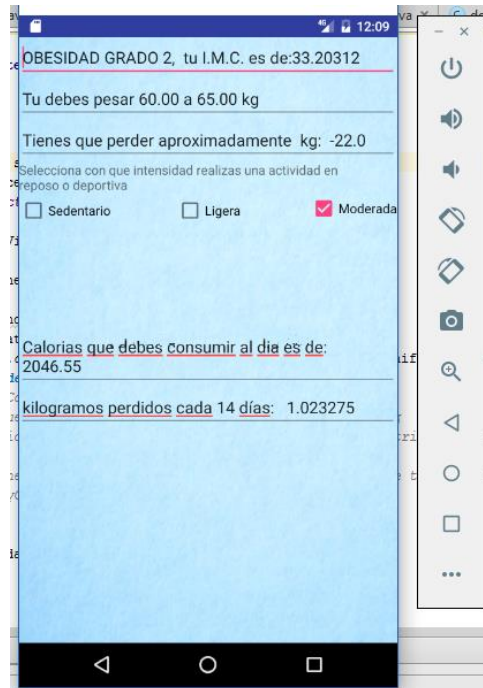 12:09
OBESIDAD GRADO 2, tu I.M.C. es de:33.20312
Tu debes pesar 60.00 a 65.00 kg
Tienes que perder aproximadamente kg: -22.0
Selecciona con que intensidad realizas una actividad en
reposo o deportiva
Sedentario Ligera Moderada
Calorias que debes consumir al dia es de:
2046.55
kilogramos perdidos cada 14 días: 1.023275